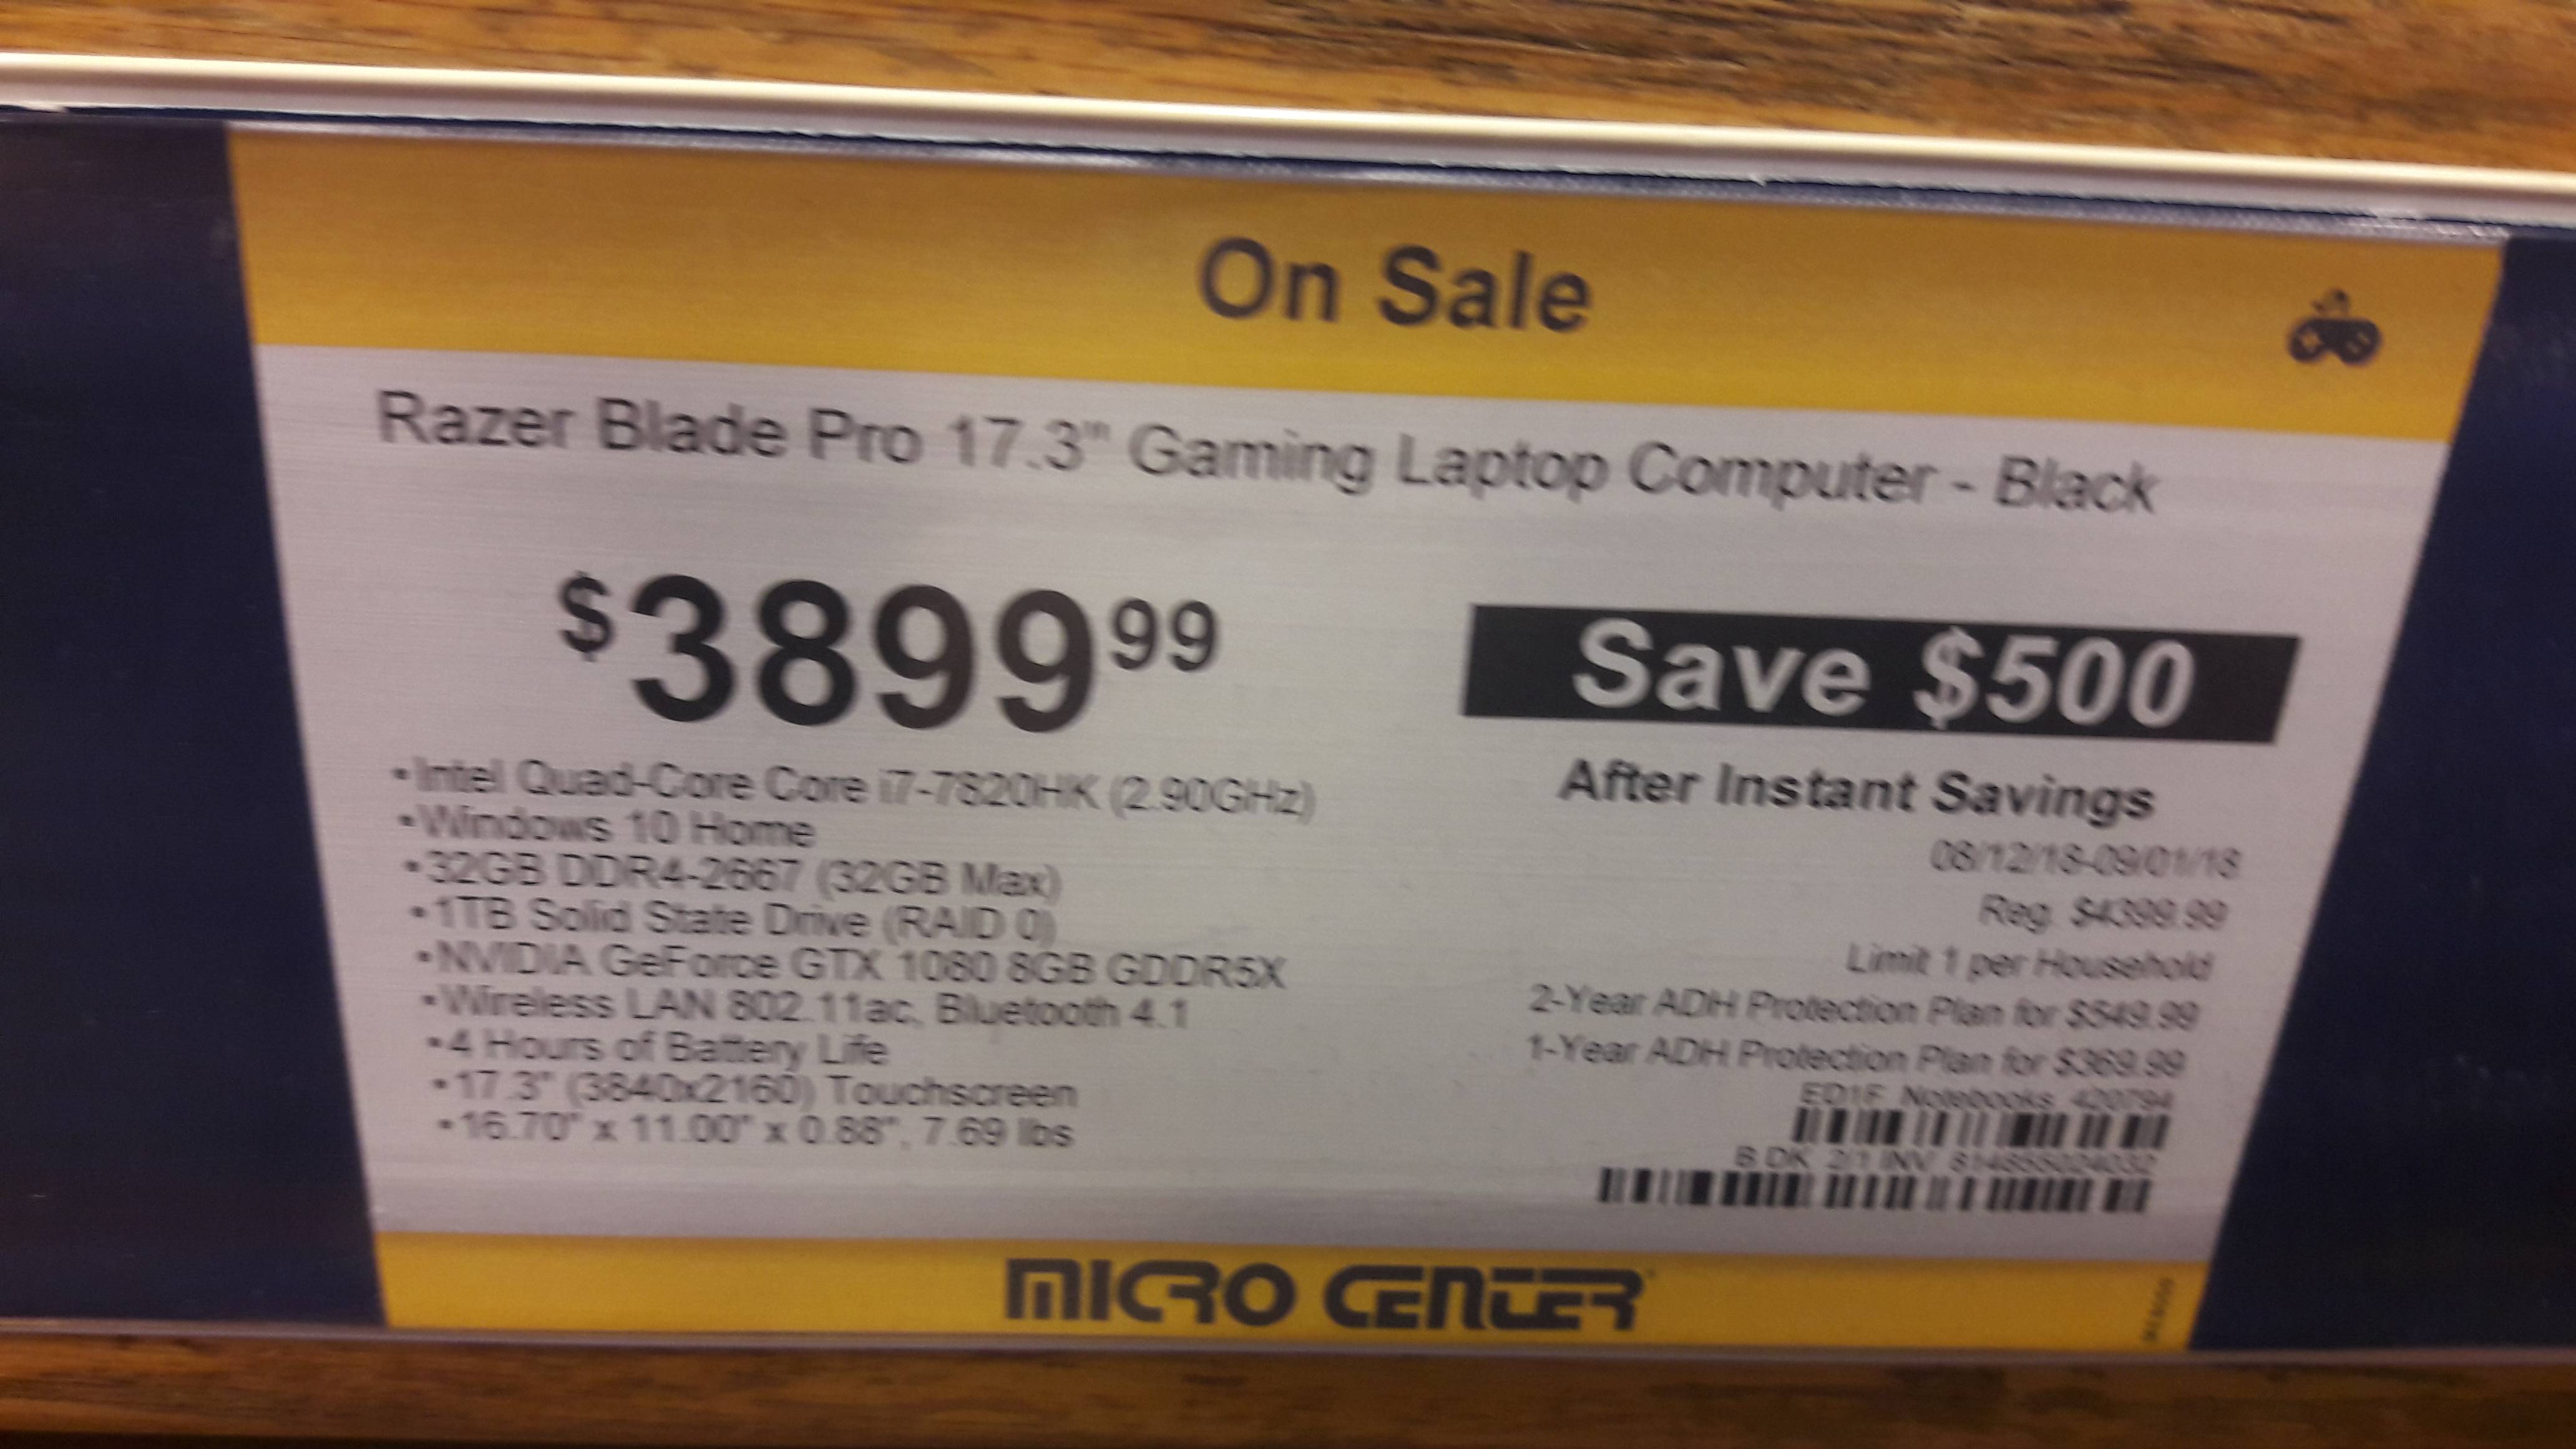 On Sale
Razer Blade Pro 17.3" Gaming Laptop Computer - Black
$3899 99
Save $500
•Intel Quad-Core Core i7-7820HK (2.90GHz)
•Windows 10 Home
•32GB DDR4-2667 (32GB Max)
•1TB Solid State Drive (RAID 0)
•NVIDIA GeForce GTX 1080 8GB GDDR5X
•Wireless LAN 802.11ac, Bluetooth 4.1
•4 Hours of Battery Life
•17.3" (3840x2160) Touchscreen
•16.70" x 11.00" x 0.88", 7.69 lbs
After Instant Savings
08/12/18-09/01/18
Reg. $4399.99
Limit 1 per Household
2-Year ADH Protection Plan for $549.99
1-Year ADH Protection Plan for $369.99
Notebooks 420794
INV
MICRO CENTER